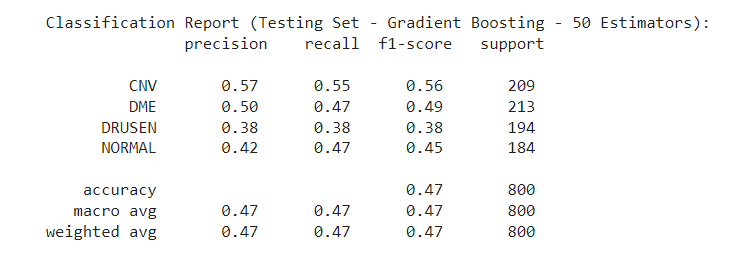 Classification Report (Testing Set - Gradient Boosting - 50 Estimators):
precision recall f1-score support
CNV 0.57 0.55 0.56 209
DME 0.50 0.47 0.49 213
DRUSEN 0.38 0.38 0.38 194
NORMAL 0.42 0.47 0.45 184
accuracy 0.47 800
macro avg 0.47 0.47 0.47 800
weighted avg 0.47 0.47 0.47 800